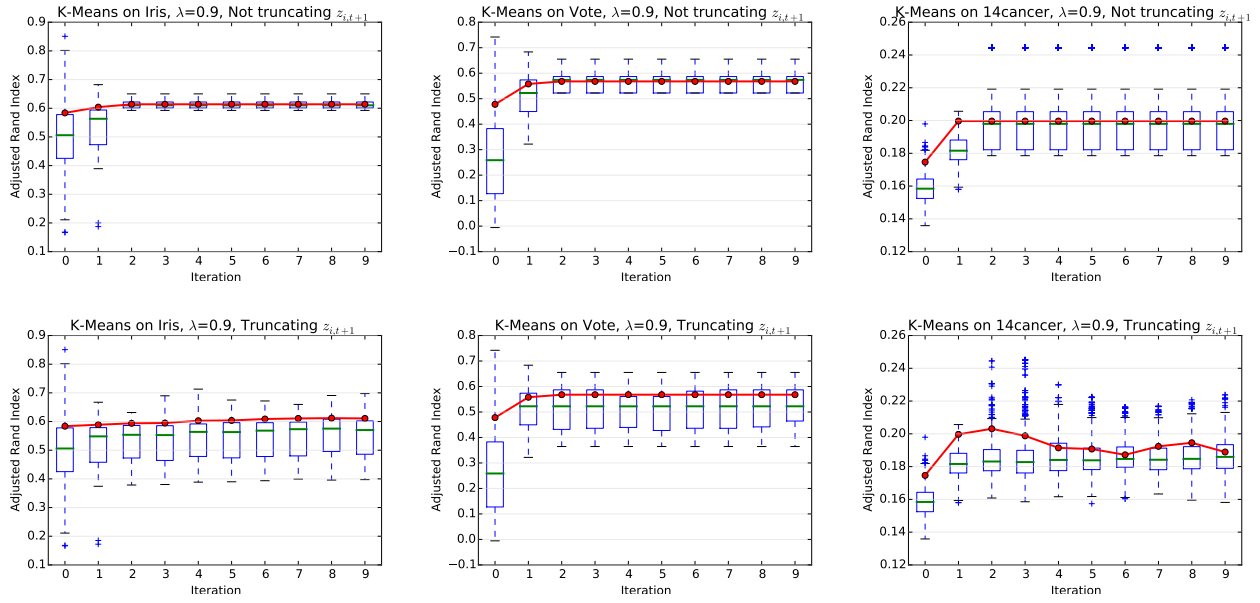 K-Means on Iris, λ=0.9, Not truncating z_{i,t+1}
Adjusted Rand Index
0.9
0.8
0.7
0.6
0.5
0.4
0.3
0.2
0.1
0 1 2 3 4 5 6 7 8 9
Iteration
K-Means on Vote, λ=0.9, Not truncating z_{i,t+1}
Adjusted Rand Index
0.8
0.7
0.6
0.5
0.4
0.3
0.2
0.1
0.0
−0.1
0 1 2 3 4 5 6 7 8 9
Iteration
K-Means on 14cancer, λ=0.9, Not truncating z_{i,t+1}
Adjusted Rand Index
0.26
0.24
0.22
0.20
0.18
0.16
0.14
0.12
0 1 2 3 4 5 6 7 8 9
Iteration
K-Means on Iris, λ=0.9, Truncating z_{i,t+1}
Adjusted Rand Index
0.9
0.8
0.7
0.6
0.5
0.4
0.3
0.2
0.1
0 1 2 3 4 5 6 7 8 9
Iteration
K-Means on Vote, λ=0.9, Truncating z_{i,t+1}
Adjusted Rand Index
0.8
0.7
0.6
0.5
0.4
0.3
0.2
0.1
0.0
−0.1
0 1 2 3 4 5 6 7 8 9
Iteration
K-Means on 14cancer, λ=0.9, Truncating z_{i,t+1}
Adjusted Rand Index
0.26
0.24
0.22
0.20
0.18
0.16
0.14
0.12
0 1 2 3 4 5 6 7 8 9
Iteration